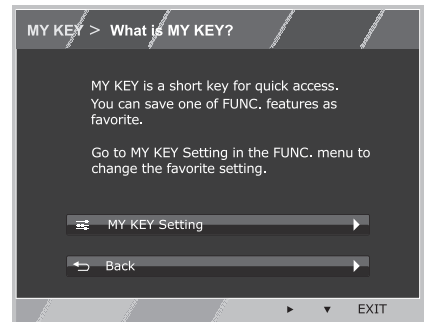 MY KEY > What is MY KEY?
MY KEY is a short key for quick access.
You can save one of FUNC. features as
favorite.
Go to MY KEY Setting in the FUNC. menu to
change the favorite setting.
MY KEY Setting
Back
EXIT